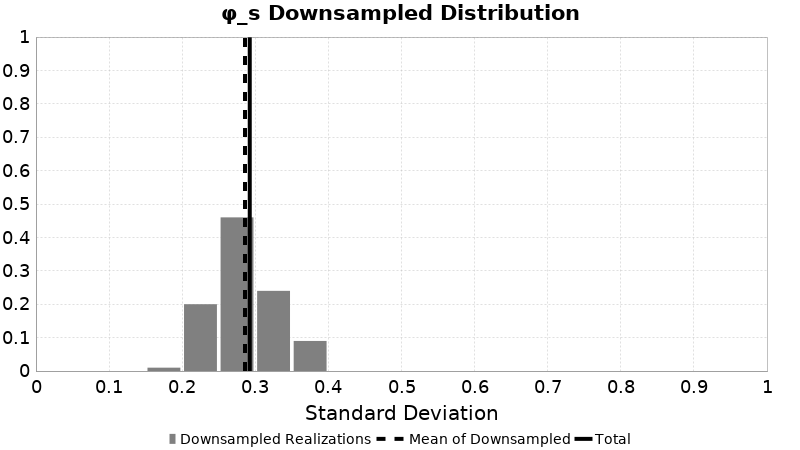 φ_s Downsampled Distribution
1
0.9
0.8
0.7
0.6
0.5
0.4
0.3
0.2
0.1
0
0 0.1 0.2 0.3 0.4 0.5 0.6 0.7 0.8 0.9 1
Standard Deviation
Downsampled Realizations Mean of Downsampled Total